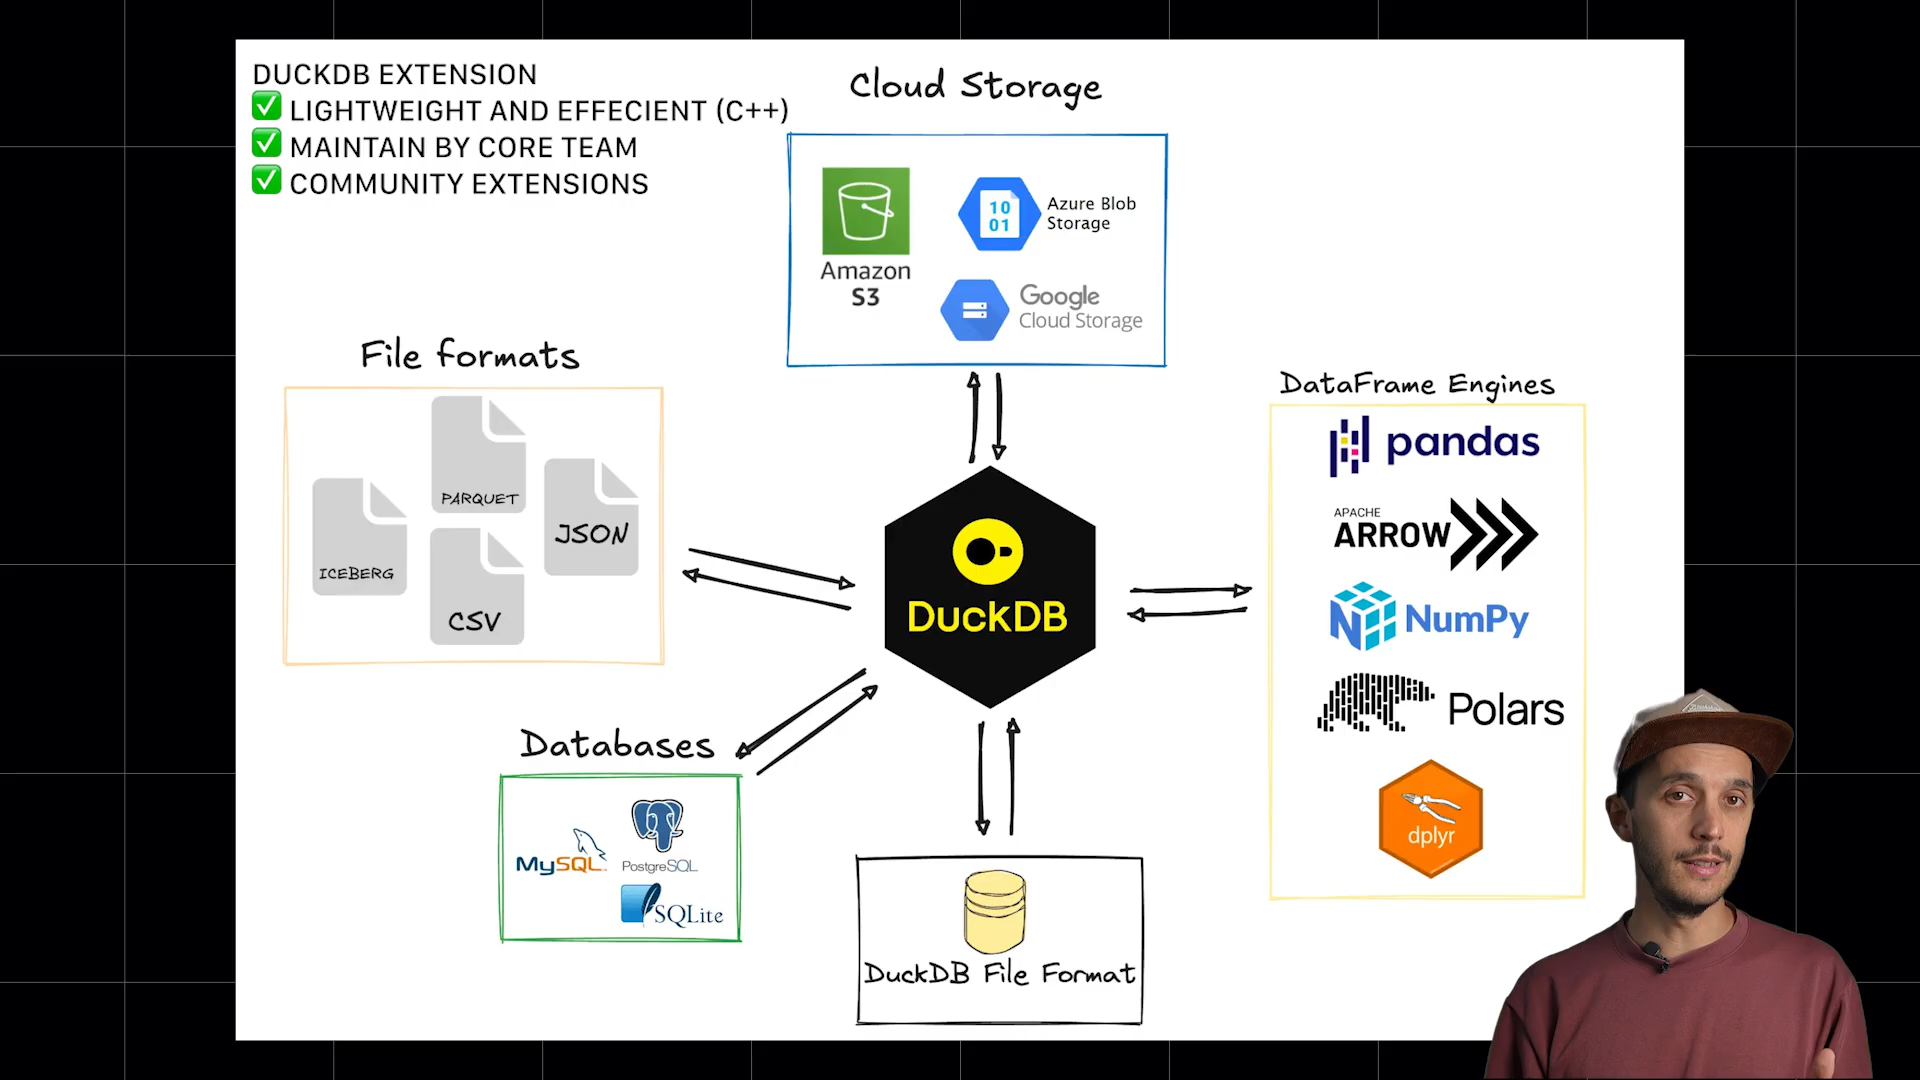 DUCKDB EXTENSION
✅ LIGHTWEIGHT AND EFFECIENT (C++)
✅ MAINTAIN BY CORE TEAM
✅ COMMUNITY EXTENSIONS
Cloud Storage
Amazon
S3
10
01
Azure Blob
Storage
Google
Cloud Storage
File formats
PARQUET
JSON
ICEBERG
CSV
DuckDB
DataFrame Engines
pandas
APACHE
ARROW
NumPy
Polars
dplyr
Databases
MySQL
PostgreSQL
SQLite
DuckDB File Format